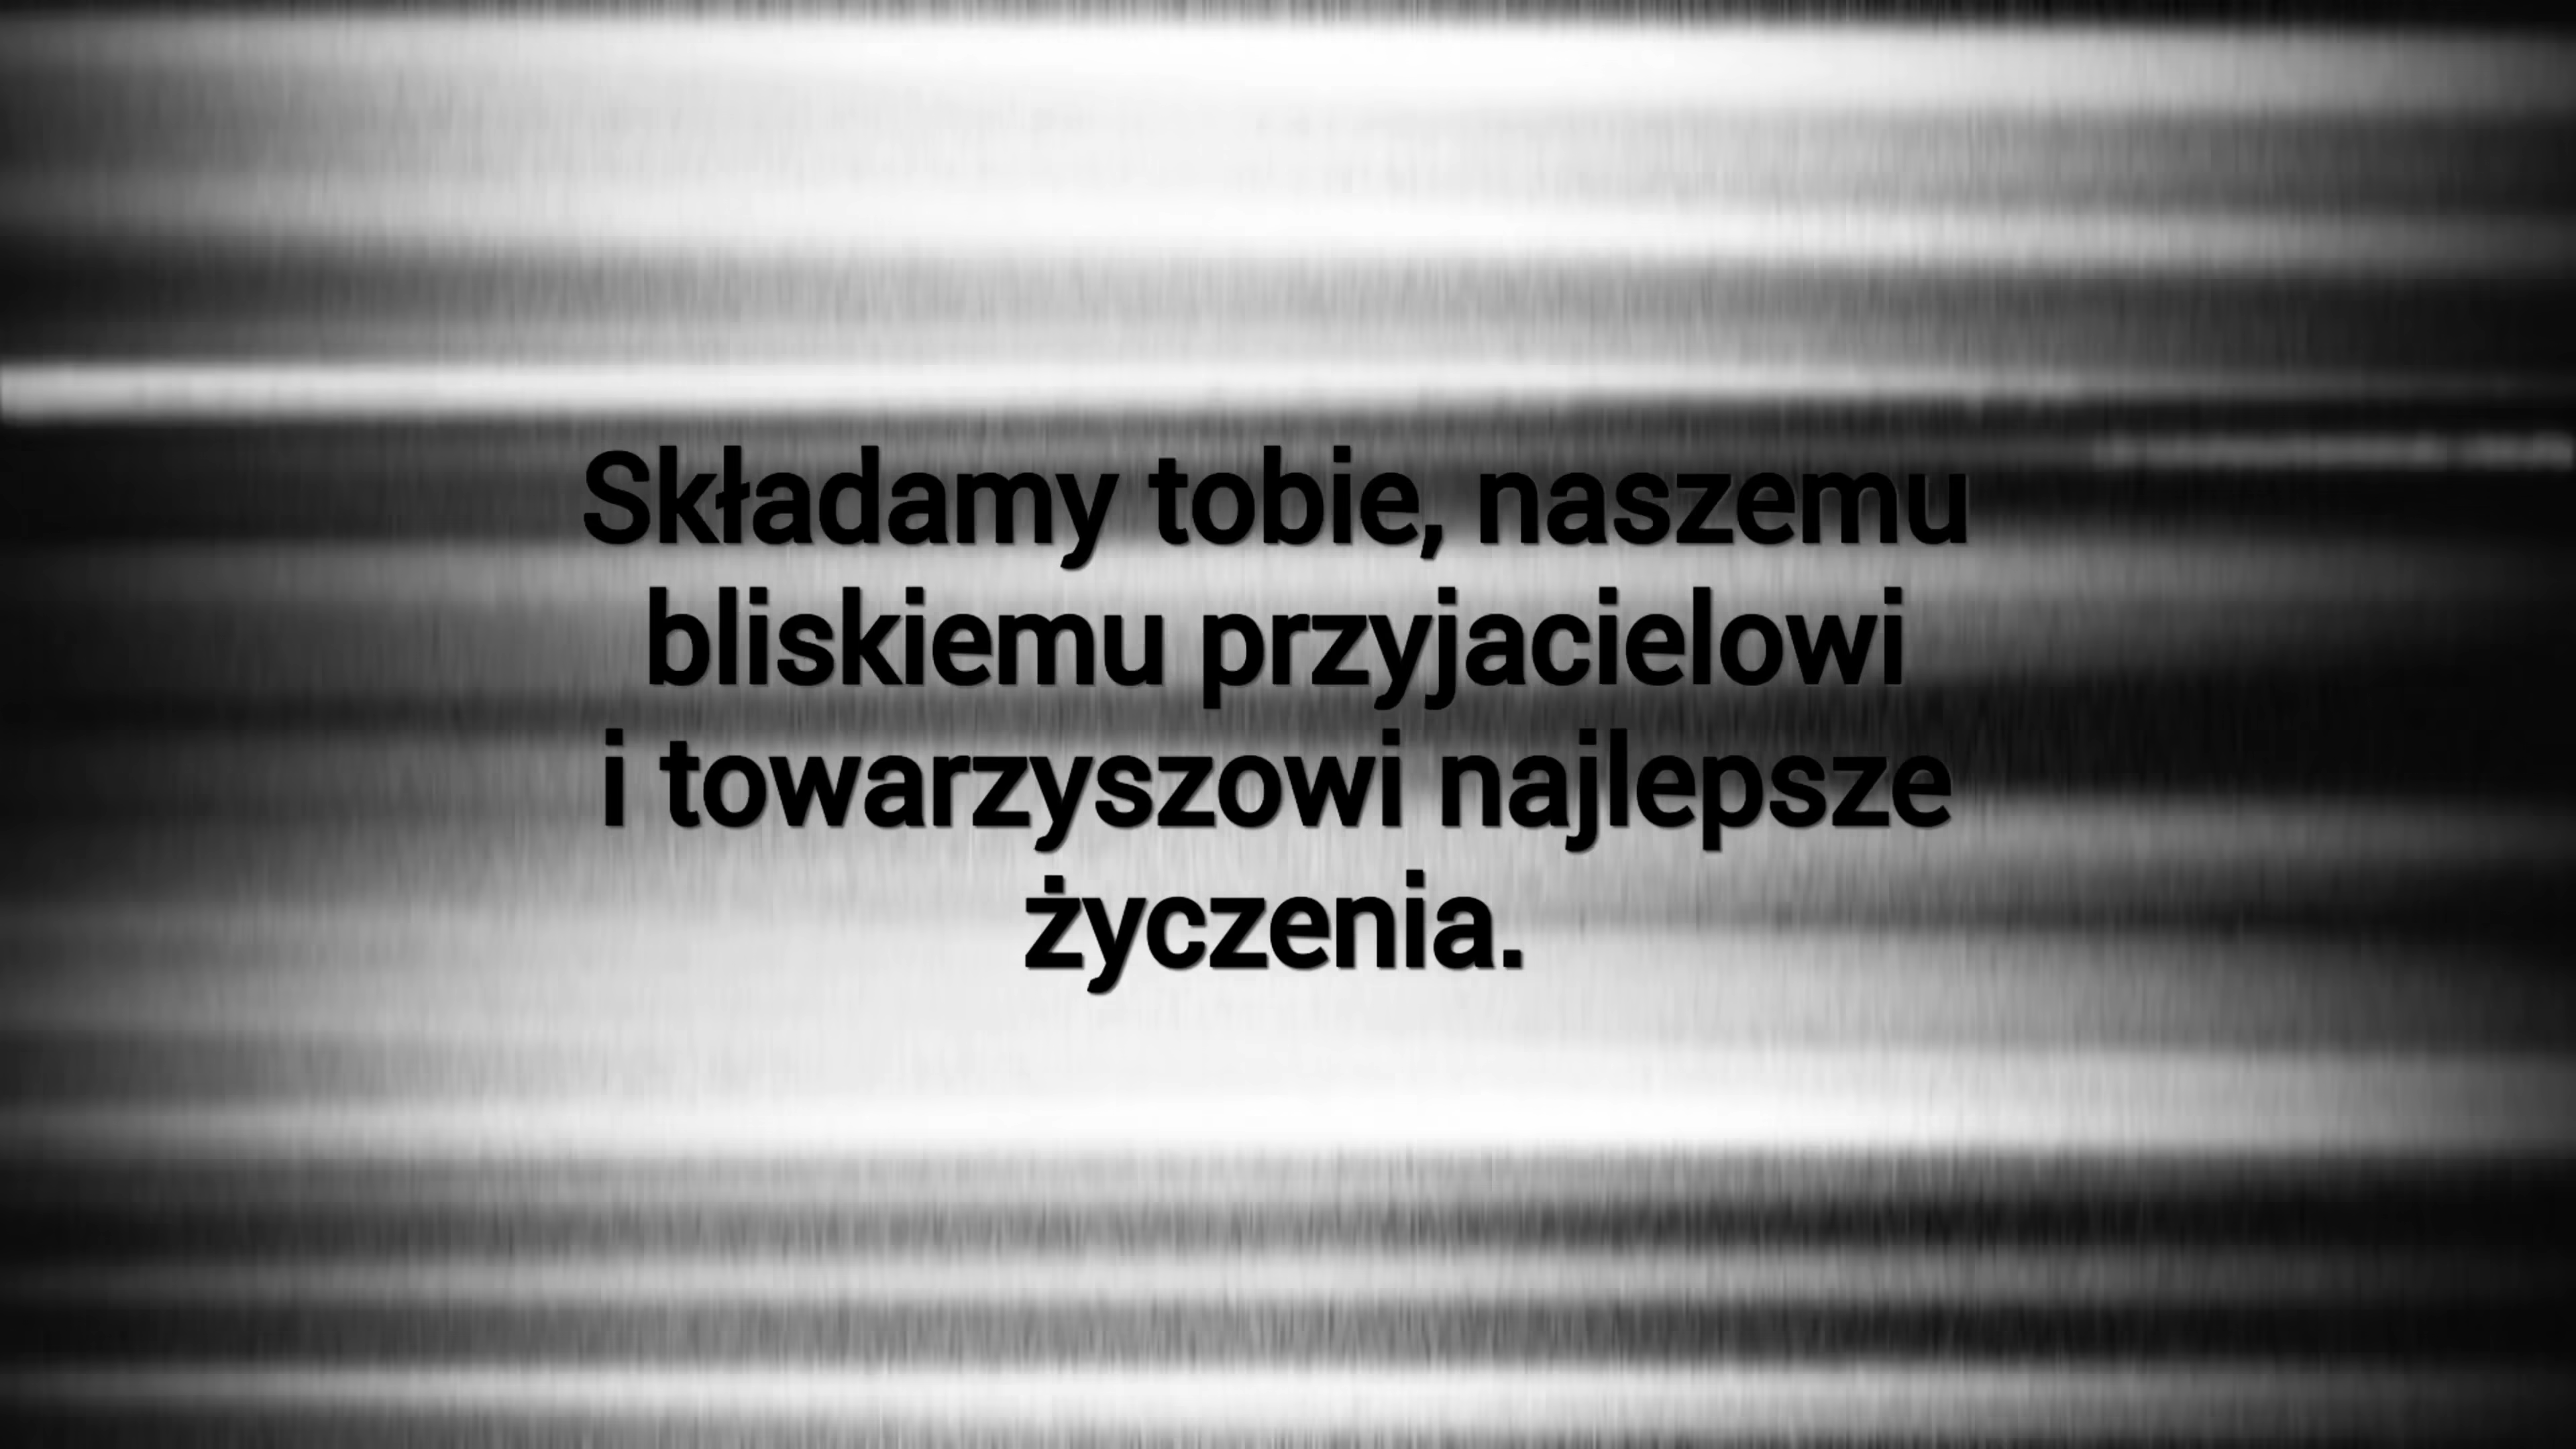 Składamy tobie, naszemu
bliskiemu przyjacielowi
i towarzyszowi najlepsze
życzenia.